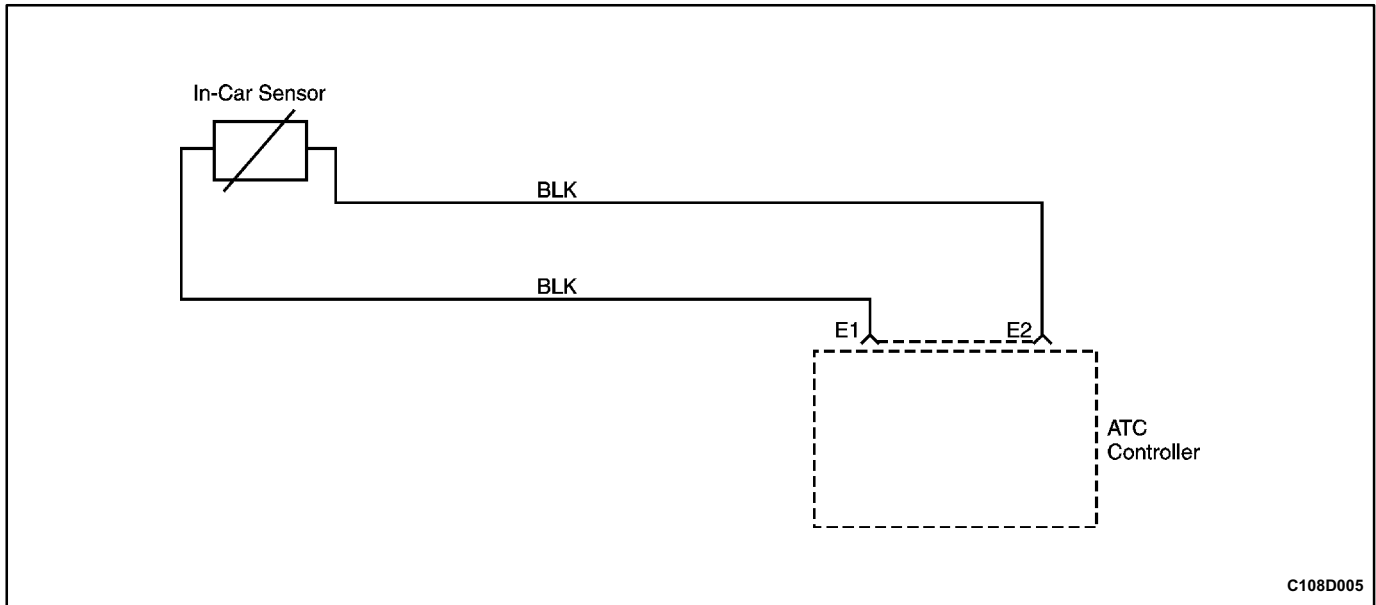 In-Car Sensor
BLK
BLK
E1
E2
ATC
Controller
C108D005